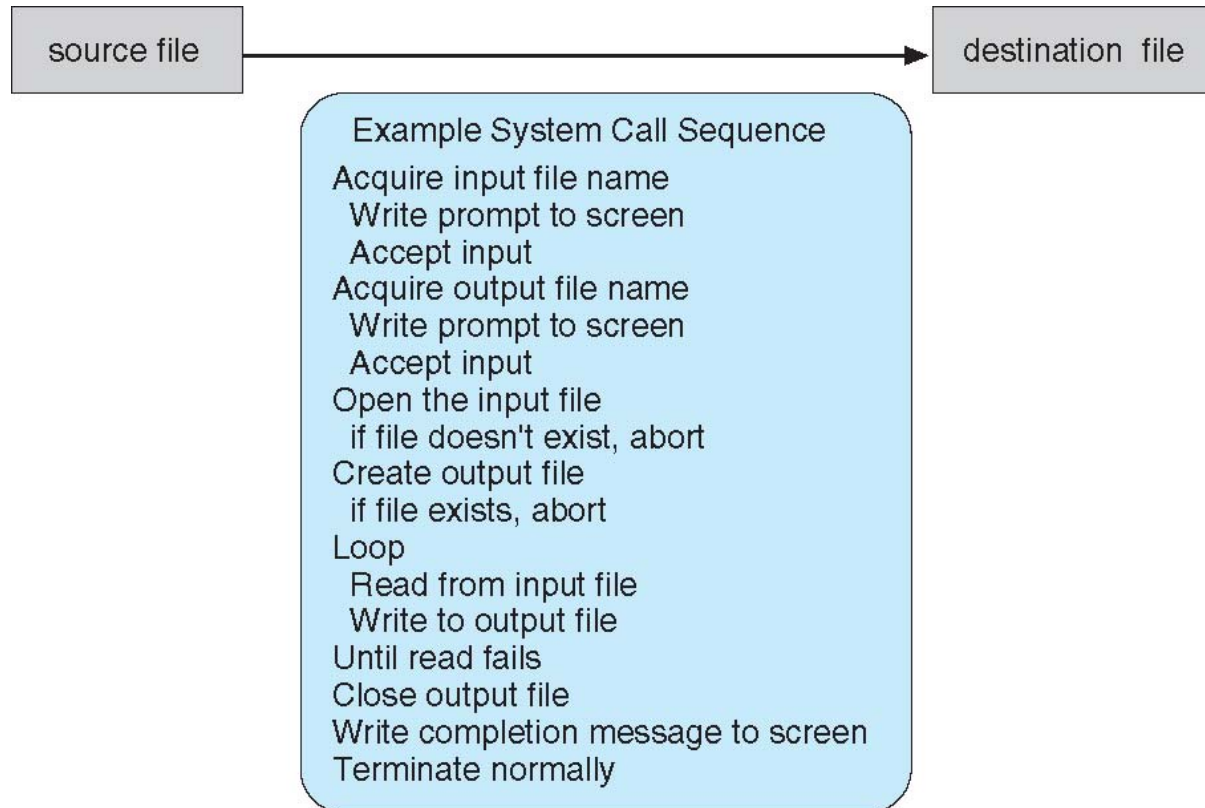 source file
destination file
Example System Call Sequence
Acquire input file name
Write prompt to screen
Accept input
Acquire output file name
Write prompt to screen
Accept input
Open the input file
if file doesn't exist, abort
Create output file
if file exists, abort
Loop
Read from input file
Write to output file
Until read fails
Close output file
Write completion message to screen
Terminate normally